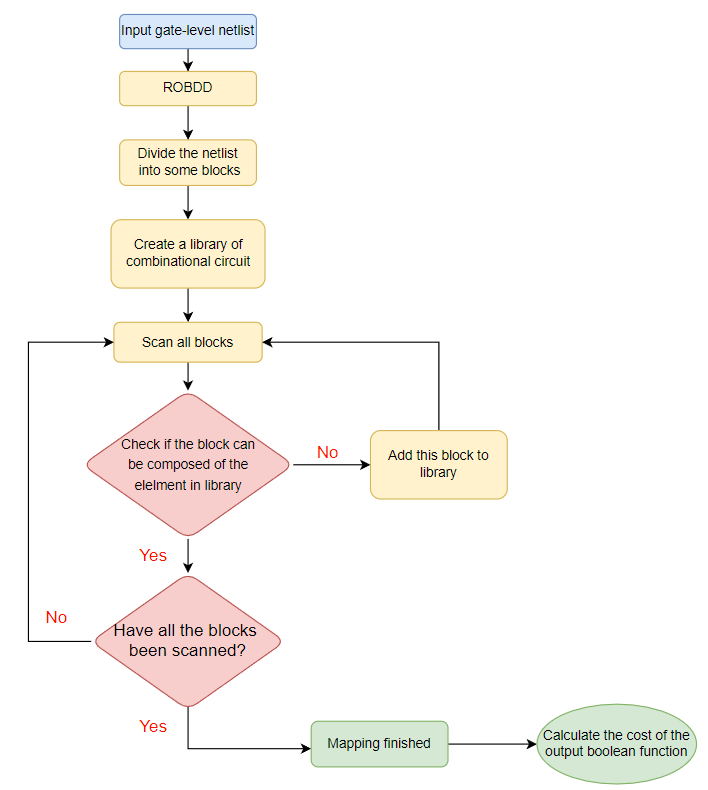 Input gate-level netlist
ROBDD
Divide the netlist
into some blocks
Create a library of
combinational circuit
Scan all blocks
Check if the block can
be composed of the
elelment in library
No
Add this block to
library
Yes
Have all the blocks
been scanned?
No
Yes
Mapping finished
Calculate the cost of the
output boolean function